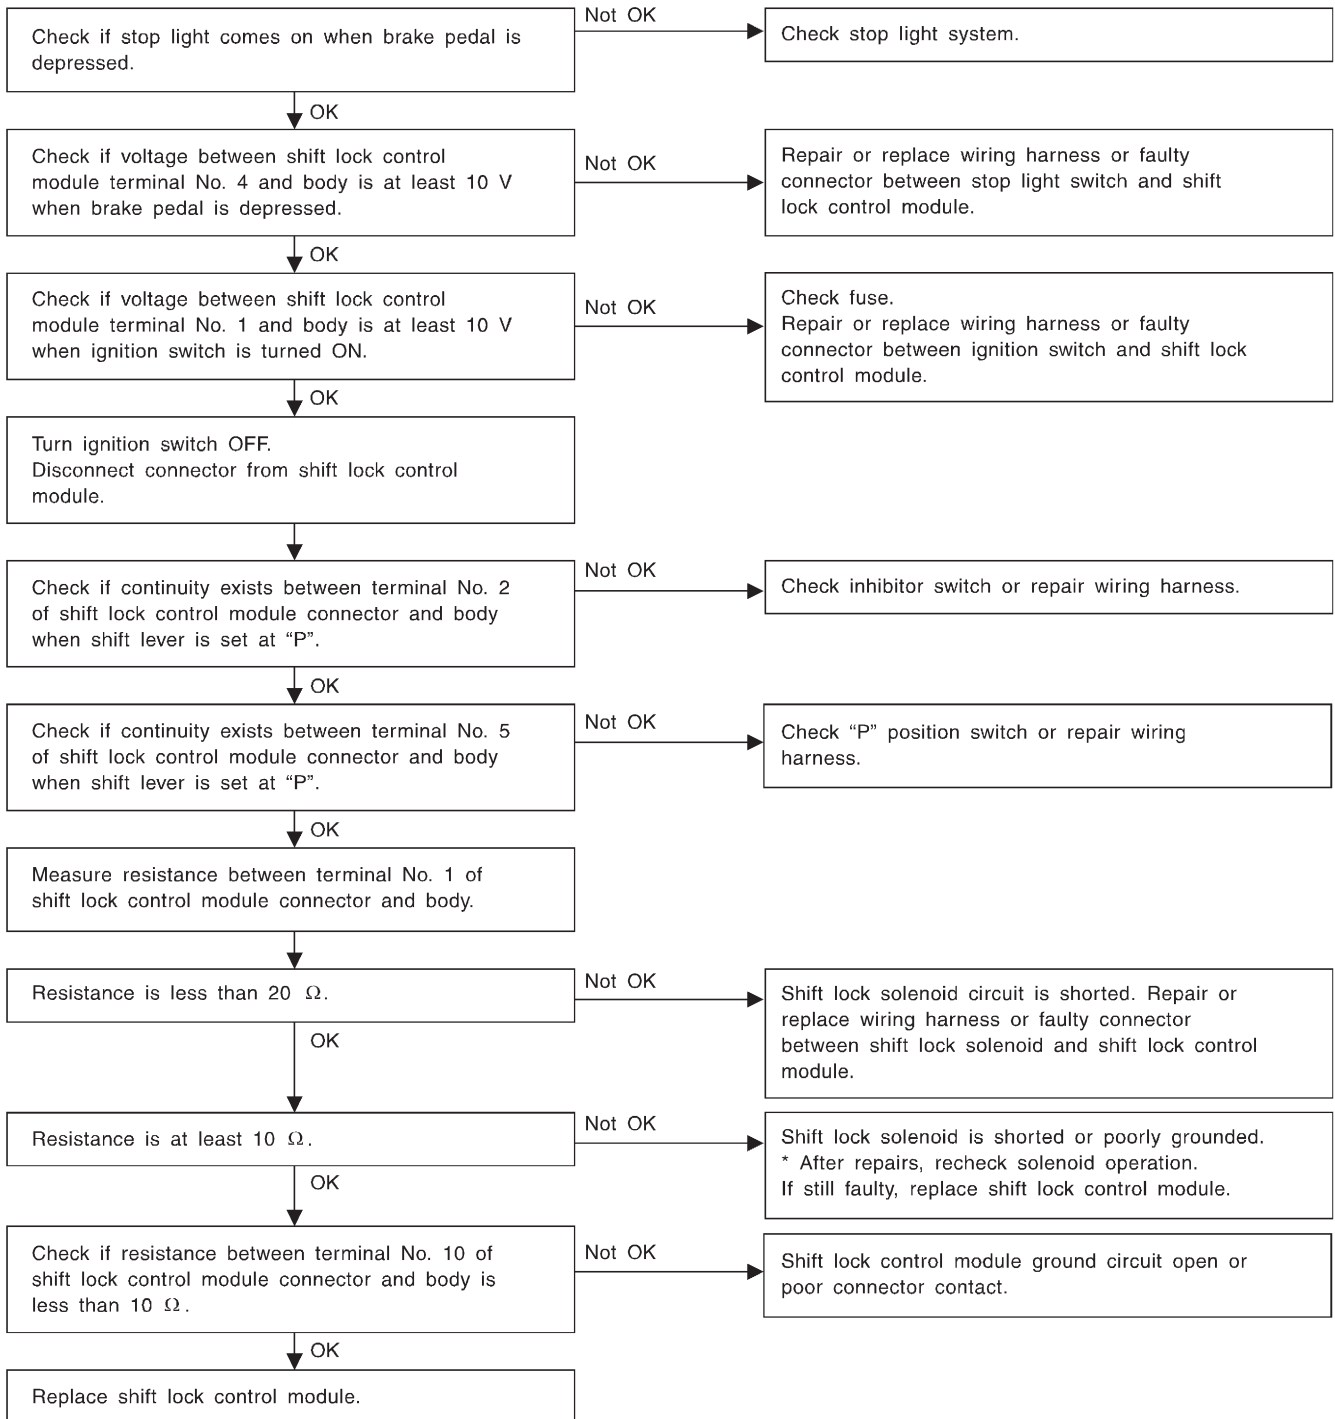 Check if stop light comes on when brake pedal is
depressed.
Not OK
Check stop light system.
OK
Check if voltage between shift lock control
module terminal No. 4 and body is at least 10 V
when brake pedal is depressed.
Not OK
Repair or replace wiring harness or faulty
connector between stop light switch and shift
lock control module.
OK
Check if voltage between shift lock control
module terminal No. 1 and body is at least 10 V
when ignition switch is turned ON.
Not OK
Check fuse.
Repair or replace wiring harness or faulty
connector between ignition switch and shift lock
control module.
OK
Turn ignition switch OFF.
Disconnect connector from shift lock control
module.
Check if continuity exists between terminal No. 2
of shift lock control module connector and body
when shift lever is set at “P”.
Not OK
Check inhibitor switch or repair wiring harness.
OK
Check if continuity exists between terminal No. 5
of shift lock control module connector and body
when shift lever is set at “P”.
Not OK
Check “P” position switch or repair wiring
harness.
OK
Measure resistance between terminal No. 1 of
shift lock control module connector and body.
Resistance is less than 20 Ω.
Not OK
Shift lock solenoid circuit is shorted. Repair or
replace wiring harness or faulty connector
between shift lock solenoid and shift lock control
module.
OK
Resistance is at least 10 Ω.
Not OK
Shift lock solenoid is shorted or poorly grounded.
* After repairs, recheck solenoid operation.
If still faulty, replace shift lock control module.
OK
Check if resistance between terminal No. 10 of
shift lock control module connector and body is
less than 10 Ω.
Not OK
Shift lock control module ground circuit open or
poor connector contact.
OK
Replace shift lock control module.